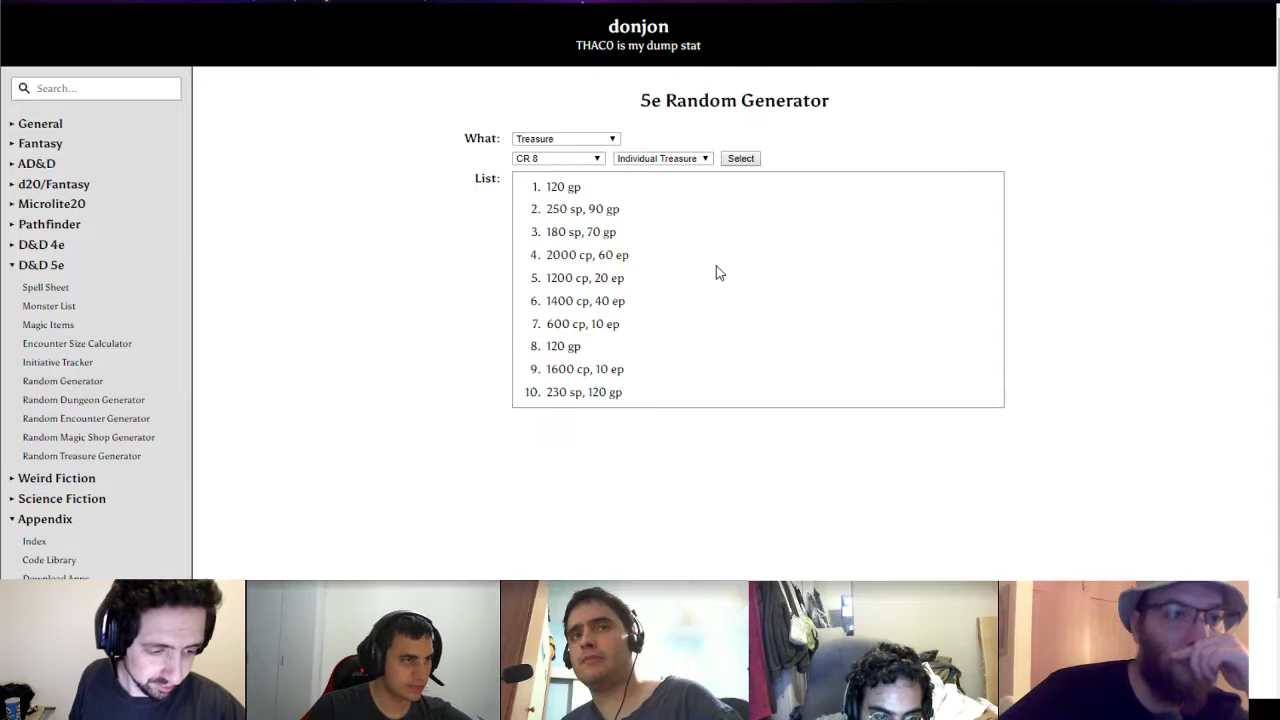 donjon
THAC0 is my dump stat
Search...
General
Fantasy
AD&D
d20/Fantasy
Microlite20
Pathfinder
D&D 4e
D&D 5e
Spell Sheet
Monster List
Magic Items
Encounter Size Calculator
Initiative Tracker
Random Generator
Random Dungeon Generator
Random Encounter Generator
Random Magic Shop Generator
Random Treasure Generator
Weird Fiction
Science Fiction
Appendix
Index
Code Library
Download Apps
5e Random Generator
What: Treasure
CR 8 Individual Treasure Select
List:
1. 120 gp
2. 250 sp, 90 gp
3. 180 sp, 70 gp
4. 2000 cp, 60 ep
5. 1200 cp, 20 ep
6. 1400 cp, 40 ep
7. 600 cp, 10 ep
8. 120 gp
9. 1600 cp, 10 ep
10. 230 sp, 120 gp